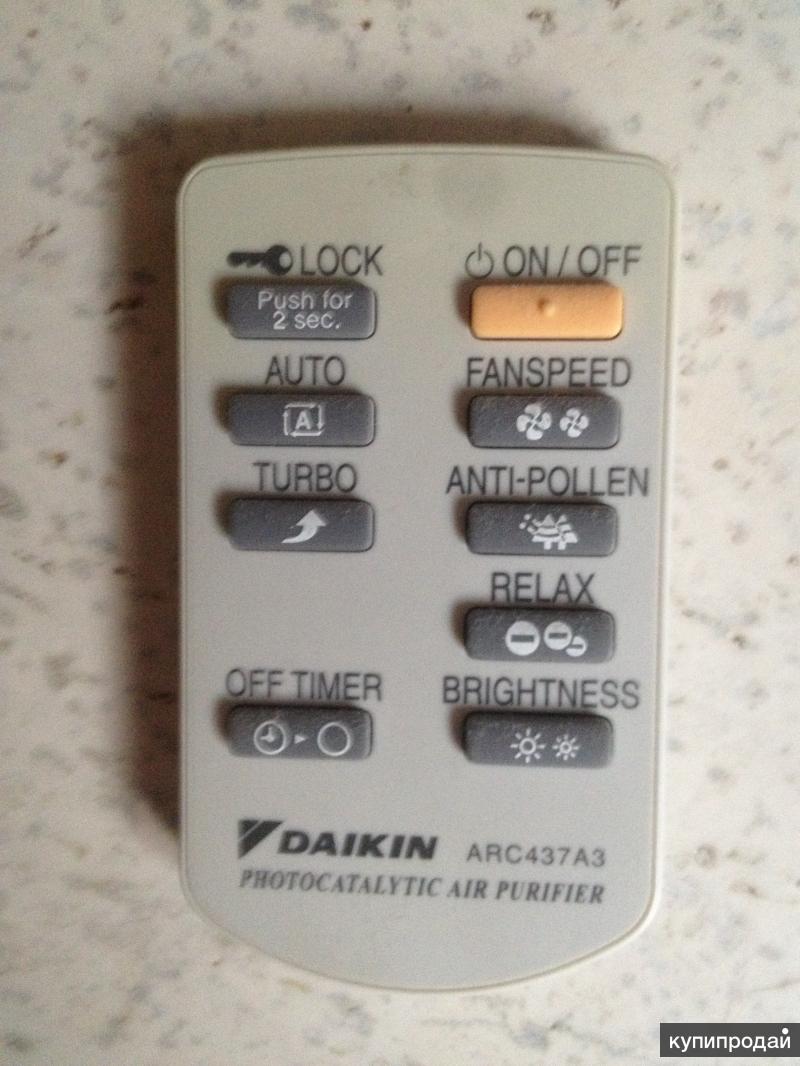 LOCK
ON / OFF
Push for
2 sec.
AUTO
FANSPEED
A
TURBO
ANTI-POLLEN
RELAX
OFF TIMER
BRIGHTNESS
DAIKIN ARC437A3
PHOTOCATALYTIC AIR PURIFIER
купипродай